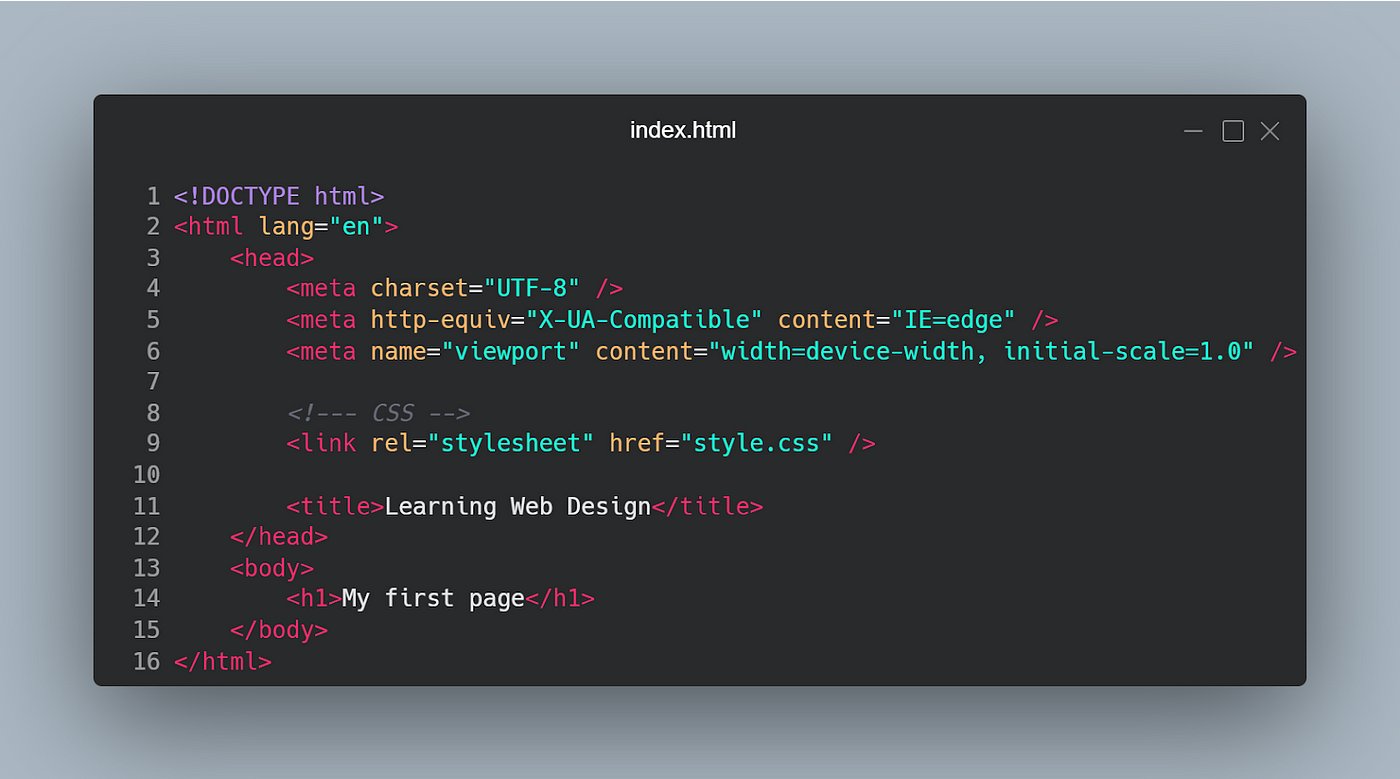 index.html
1 <!DOCTYPE html>
2 <html lang="en">
3     <head>
4         <meta charset="UTF-8" />
5         <meta http-equiv="X-UA-Compatible" content="IE=edge" />
6         <meta name="viewport" content="width=device-width, initial-scale=1.0" />
7
8         <!--- CSS -->
9         <link rel="stylesheet" href="style.css" />
10
11         <title>Learning Web Design</title>
12     </head>
13     <body>
14         <h1>My first page</h1>
15     </body>
16 </html>